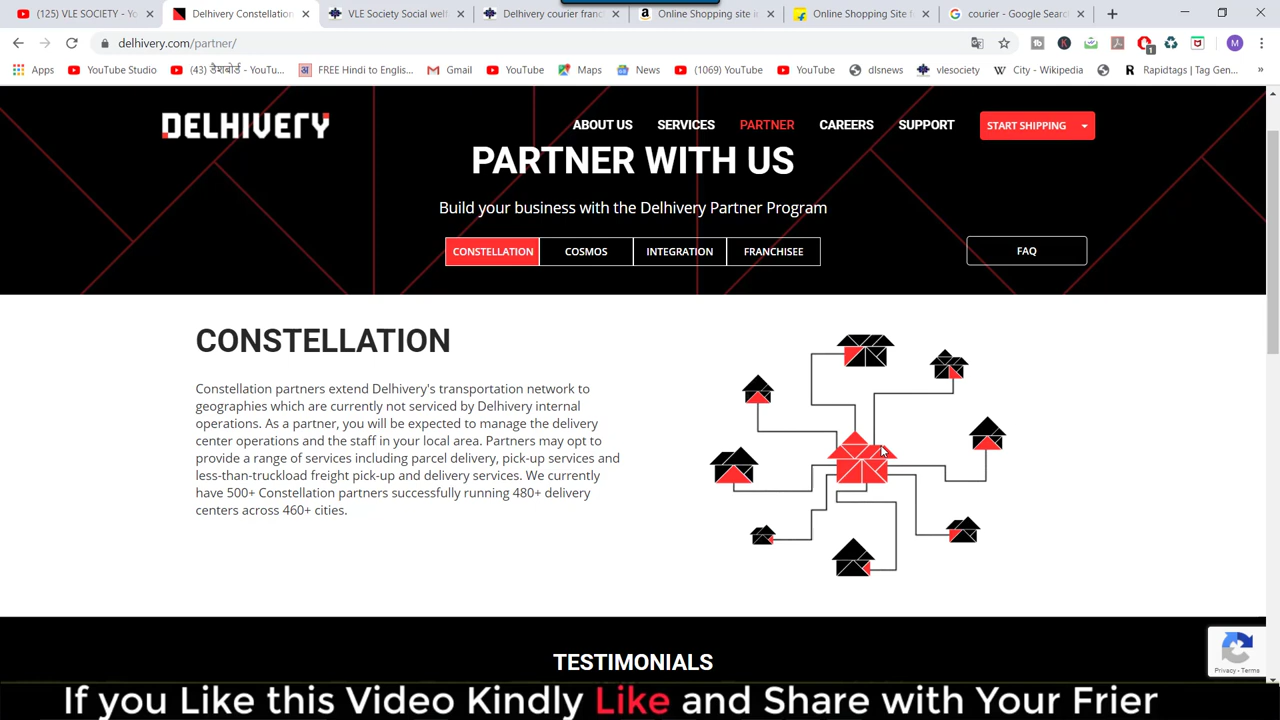 (125) VLE SOCIETY - Yo
Delhivery Constellation
VLE Society Social welf
Delhivery courier franc
Online Shopping site i
Online Shopping Site
courier - Google Search
delhivery.com/partner/
1
M
Apps
YouTube Studio
(43) डैशबोर्ड - YouTu...
FREE Hindi to Englis...
Gmail
YouTube
Maps
News
(1069) YouTube
YouTube
dlsnews
vlesociety
City - Wikipedia
Rapidtags | Tag Gen...
DELHIVERY
ABOUT US
SERVICES
PARTNER
CAREERS
SUPPORT
START SHIPPING
PARTNER WITH US
Build your business with the Delhivery Partner Program
CONSTELLATION
COSMOS
INTEGRATION
FRANCHISEE
FAQ
CONSTELLATION
Constellation partners extend Delhivery's transportation network to
geographies which are currently not serviced by Delhivery internal
operations. As a partner, you will be expected to manage the delivery
center operations and the staff in your local area. Partners may opt to
provide a range of services including parcel delivery, pick-up services and
less-than-truckload freight pick-up and delivery services. We currently
have 500+ Constellation partners successfully running 480+ delivery
centers across 460+ cities.
TESTIMONIALS
Privacy - Terms
If you Like this Video Kindly Like and Share with Your Frier